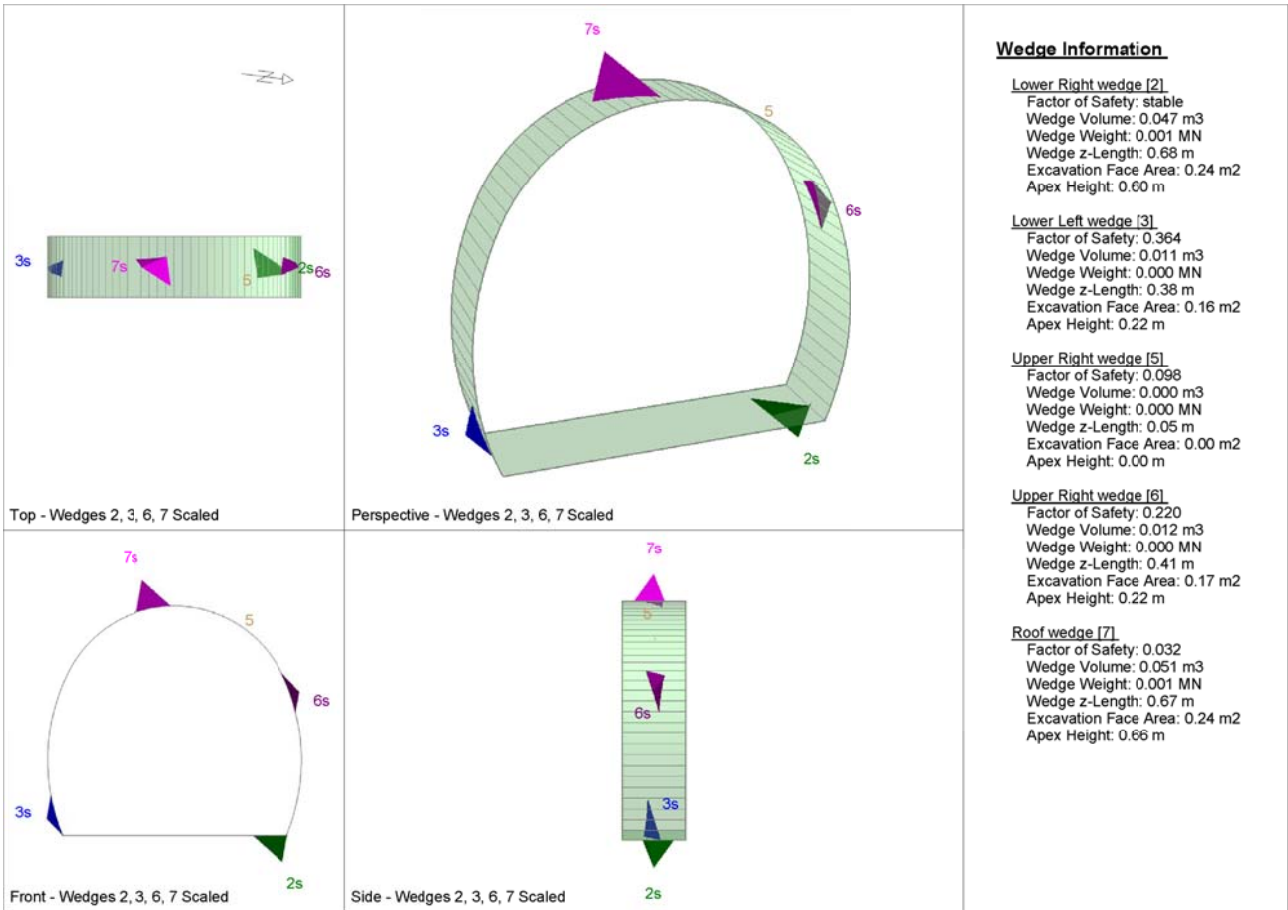 7s
5
6s
3s
2s
Perspective - Wedges 2, 3, 6, 7 Scaled
Z
3s
7s
5
2s
6s
Top - Wedges 2, 3, 6, 7 Scaled
7s
5
6s
3s
2s
Front - Wedges 2, 3, 6, 7 Scaled
7s
5
6s
3s
2s
Side - Wedges 2, 3, 6, 7 Scaled
Wedge Information
Lower Right wedge [2]
Factor of Safety: stable
Wedge Volume: 0.047 m3
Wedge Weight: 0.001 MN
Wedge z-Length: 0.68 m
Excavation Face Area: 0.24 m2
Apex Height: 0.60 m
Lower Left wedge [3]
Factor of Safety: 0.364
Wedge Volume: 0.011 m3
Wedge Weight: 0.000 MN
Wedge z-Length: 0.38 m
Excavation Face Area: 0.16 m2
Apex Height: 0.22 m
Upper Right wedge [5]
Factor of Safety: 0.098
Wedge Volume: 0.000 m3
Wedge Weight: 0.000 MN
Wedge z-Length: 0.05 m
Excavation Face Area: 0.00 m2
Apex Height: 0.00 m
Upper Right wedge [6]
Factor of Safety: 0.220
Wedge Volume: 0.012 m3
Wedge Weight: 0.000 MN
Wedge z-Length: 0.41 m
Excavation Face Area: 0.17 m2
Apex Height: 0.22 m
Roof wedge [7]
Factor of Safety: 0.032
Wedge Volume: 0.051 m3
Wedge Weight: 0.001 MN
Wedge z-Length: 0.67 m
Excavation Face Area: 0.24 m2
Apex Height: 0.66 m